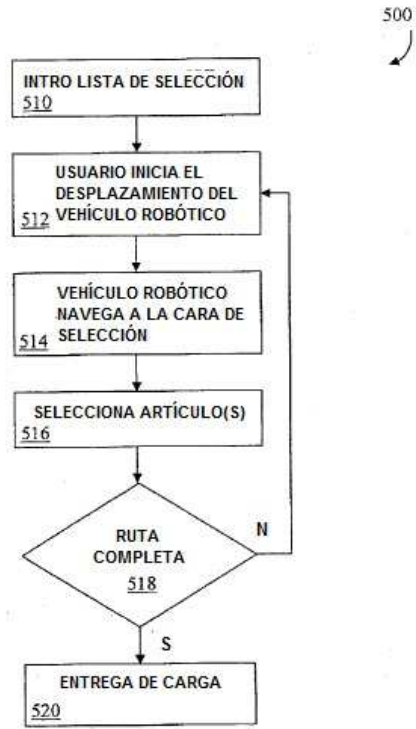 500
INTRO LISTA DE SELECCIÓN
510
USUARIO INICIA EL
DESPLAZAMIENTO DEL
VEHÍCULO ROBÓTICO
512
VEHÍCULO ROBÓTICO
NAVEGA A LA CARA DE
SELECCIÓN
514
SELECCIONA ARTÍCULO(S)
516
RUTA
COMPLETA
518
N
S
ENTREGA DE CARGA
520